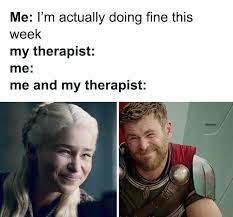 Me: I'm actually doing fine this
week
my therapist:
me:
me and my therapist: